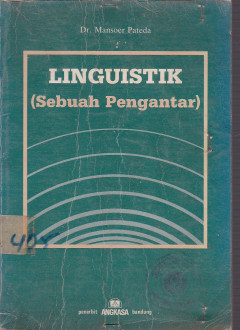 Dr. Mansoer Pateda
LINGUISTIK
(Sebuah Pengantar)
405
penerbit ANGKASA bandung